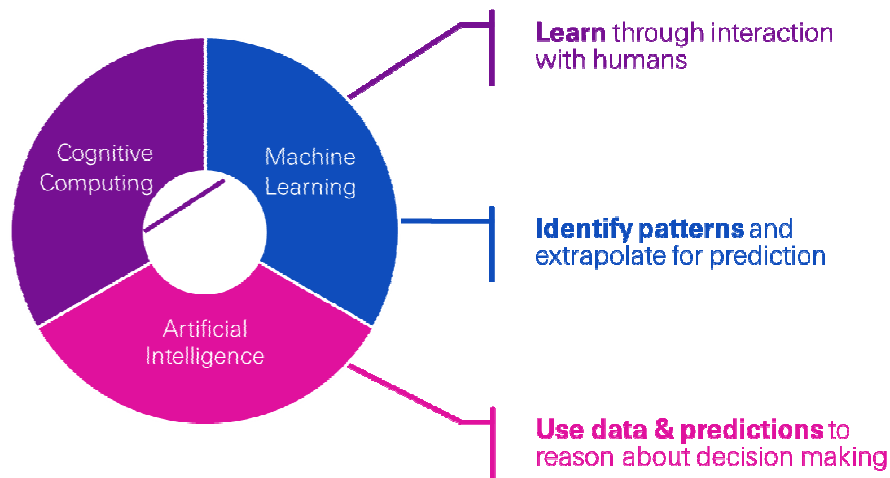 Cognitive
Computing
Machine
Learning
Artificial
Intelligence
Learn through interaction
with humans
Identify patterns and
extrapolate for prediction
Use data & predictions to
reason about decision making